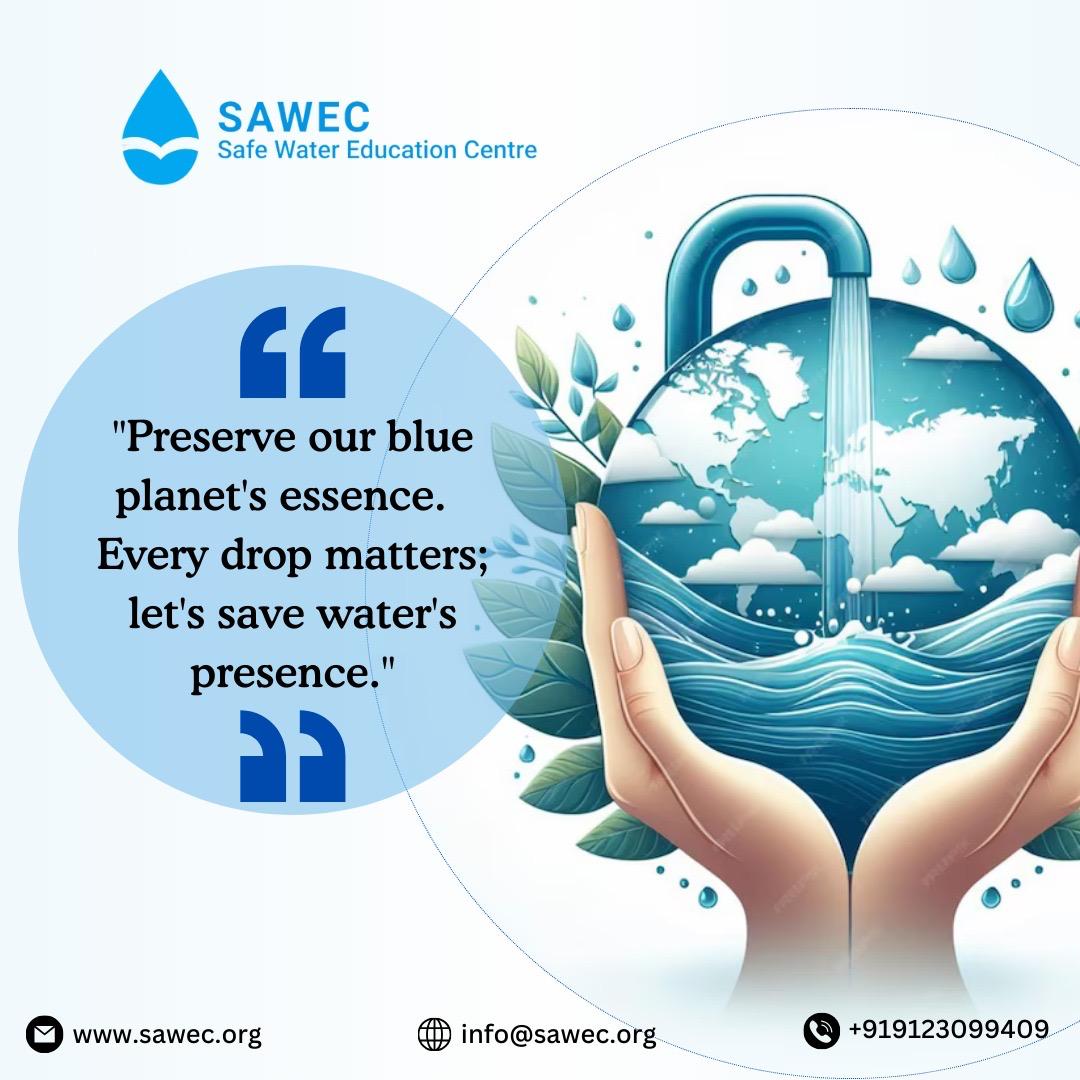 SAWEC
Safe Water Education Centre
"Preserve our blue
planet's essence.
Every drop matters;
let's save water's
presence."
www.sawec.org
info@sawec.org
+919123099409